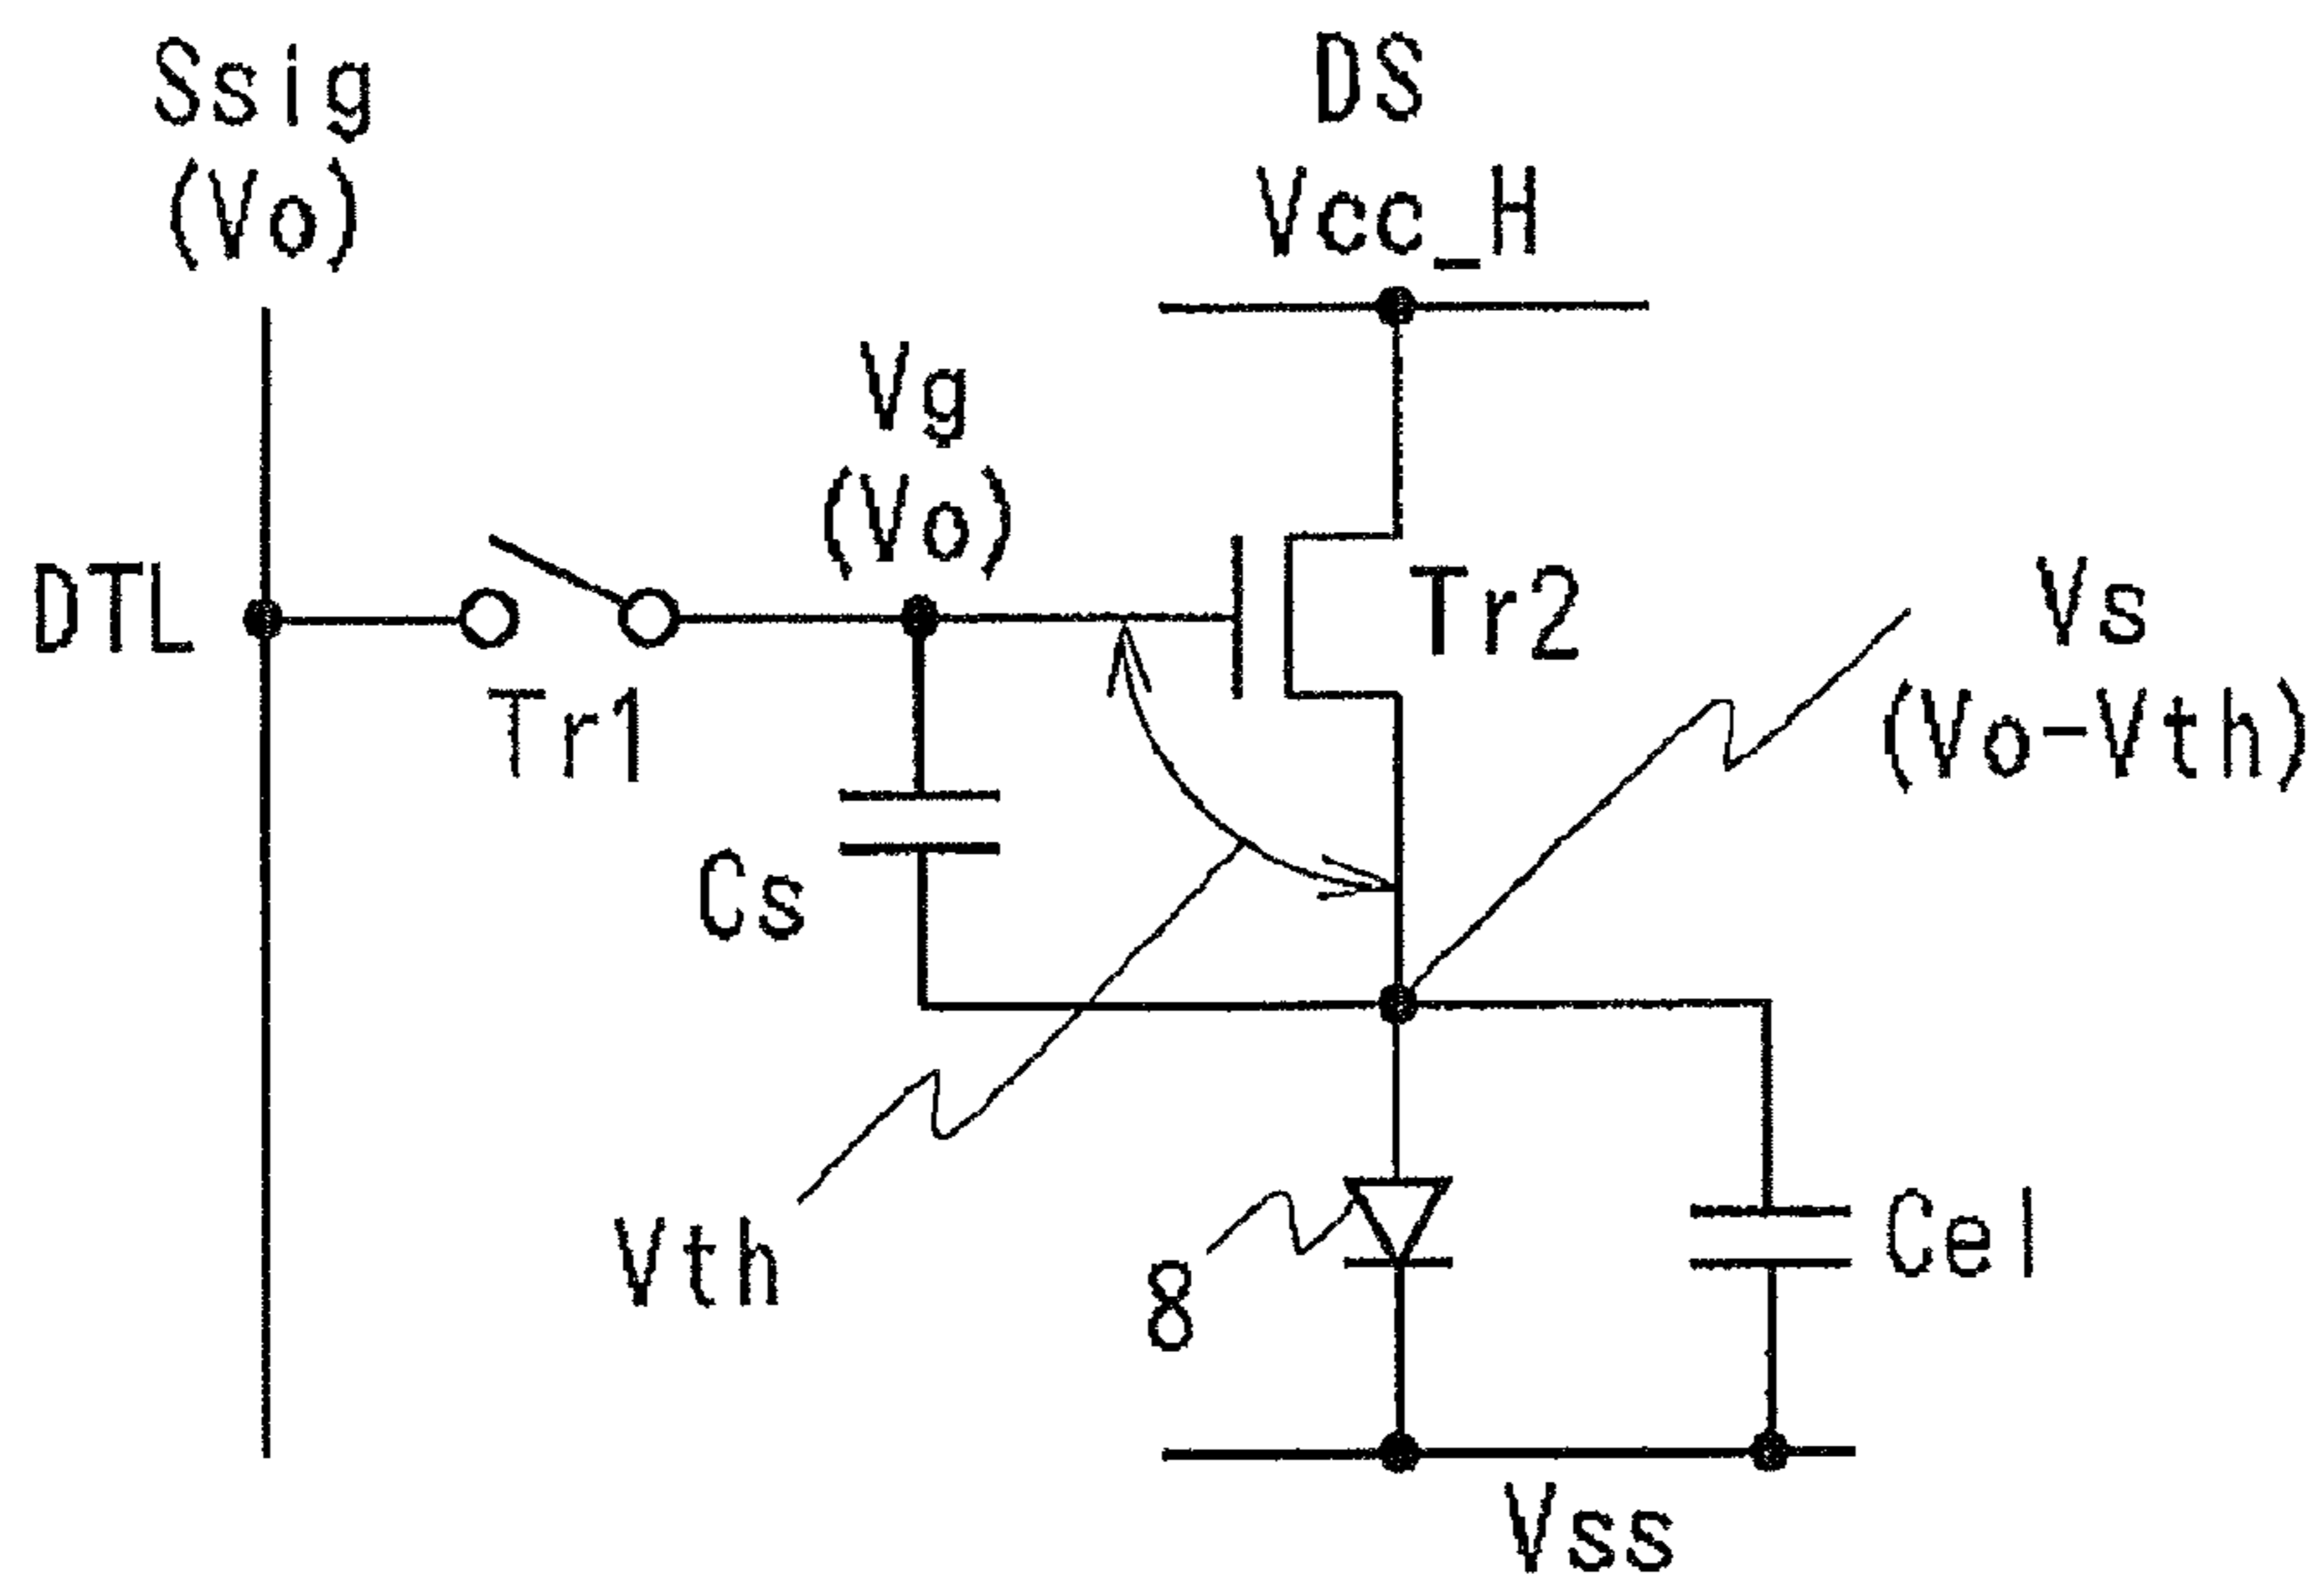 Ssig
(Vo)
DS
Vcc_H
Vg
(Vo)
DTL
Tr1
Tr2
Vs
(Vo-Vth)
Cs
Vth
8
Cel
Vss